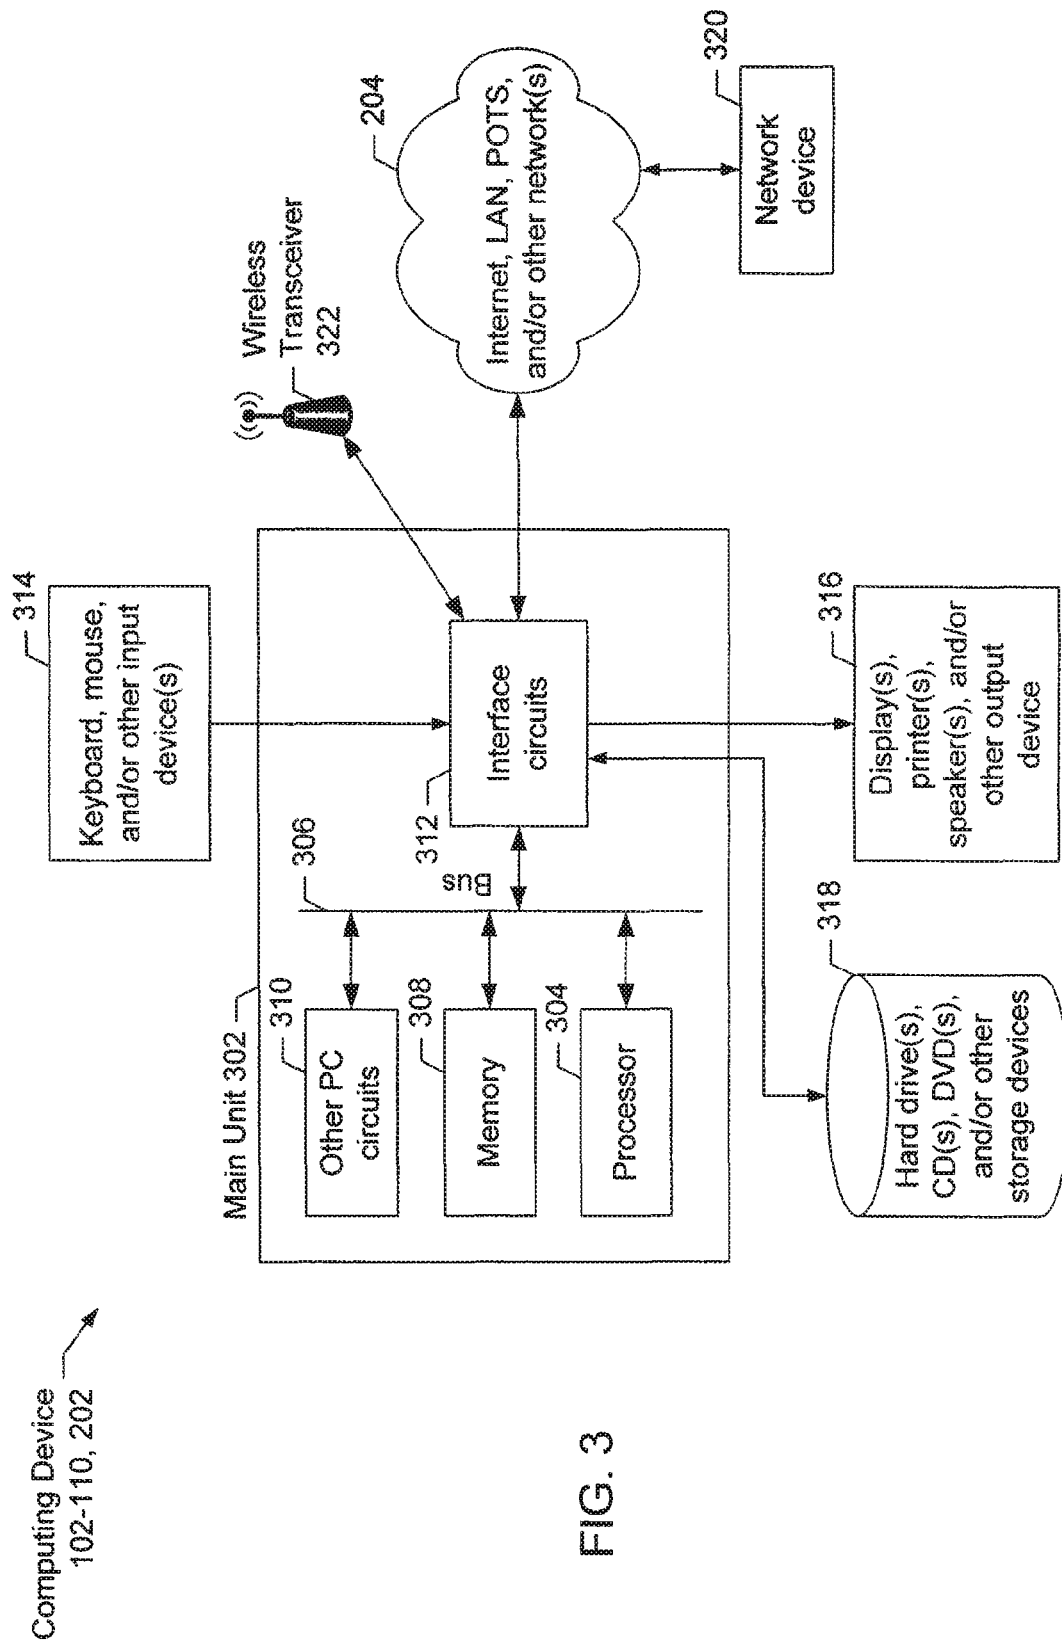 Computing Device
102-110, 202
Main Unit 302
310
Other PC
circuits
308
Memory
304
Processor
306
Bus
312
Interface
circuits
314
Keyboard, mouse,
and/or other input
device(s)
316
Display(s),
printer(s),
speaker(s), and/or
other output
device
318
Hard drive(s),
CD(s), DVD(s),
and/or other
storage devices
Wireless
Transceiver
322
204
Internet, LAN, POTS,
and/or other network(s)
320
Network
device
FIG. 3